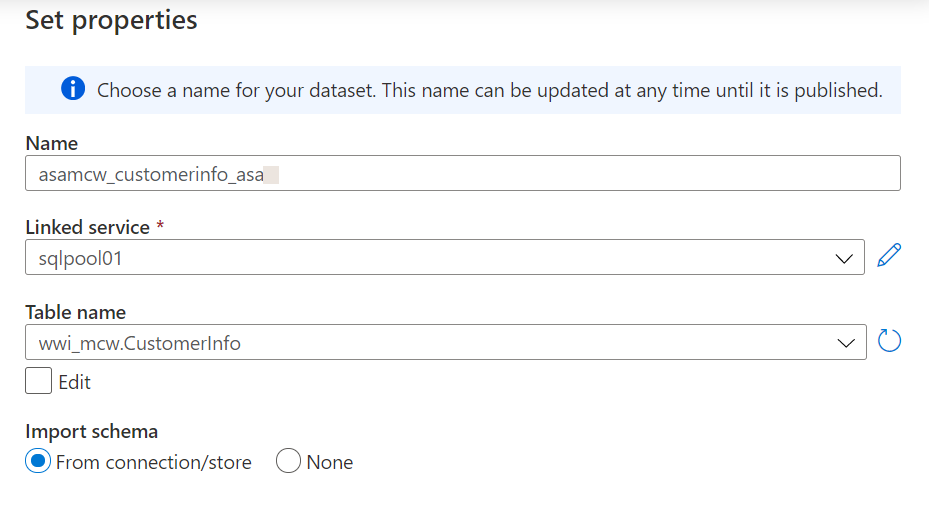 Set properties
Choose a name for your dataset. This name can be updated at any time until it is published.
Name
asamcw_customerinfo_asa
Linked service *
sqlpool01
Table name
wwi_mcw.CustomerInfo
Edit
Import schema
From connection/store None